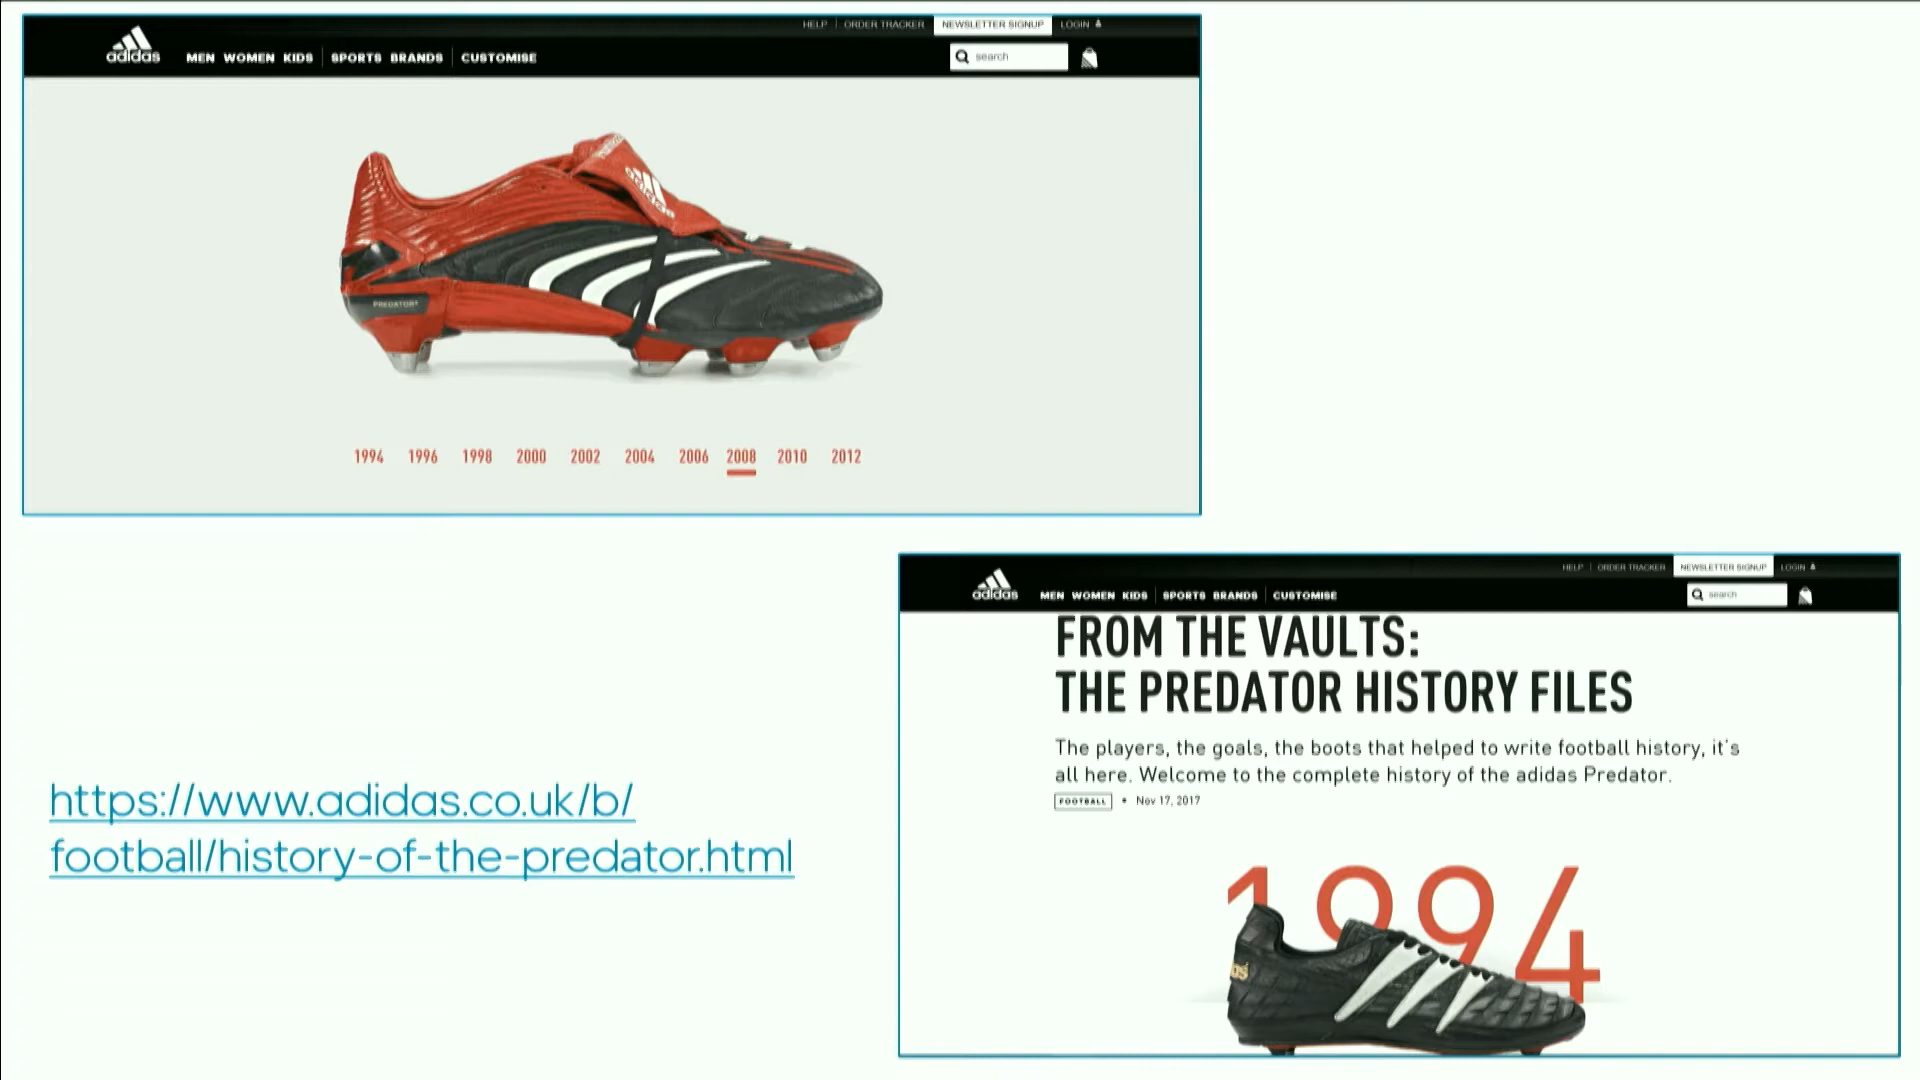 HELP ORDER TRACKER NEWSLETTER SIGNUP LOGIN
adidas MEN WOMEN KIDS SPORTS BRANDS CUSTOMISE search
adidas
PREDATOR
1994 1996 1998 2000 2002 2004 2006 2008 2010 2012
HELP ORDER TRACKER NEWSLETTER SIGNUP LOGIN
adidas MEN WOMEN KIDS SPORTS BRANDS CUSTOMISE search
FROM THE VAULTS:
THE PREDATOR HISTORY FILES
The players, the goals, the boots that helped to write football history, it's
all here. Welcome to the complete history of the adidas Predator.
FOOTBALL • Nov 17, 2017
1994
https://www.adidas.co.uk/b/
football/history-of-the-predator.html